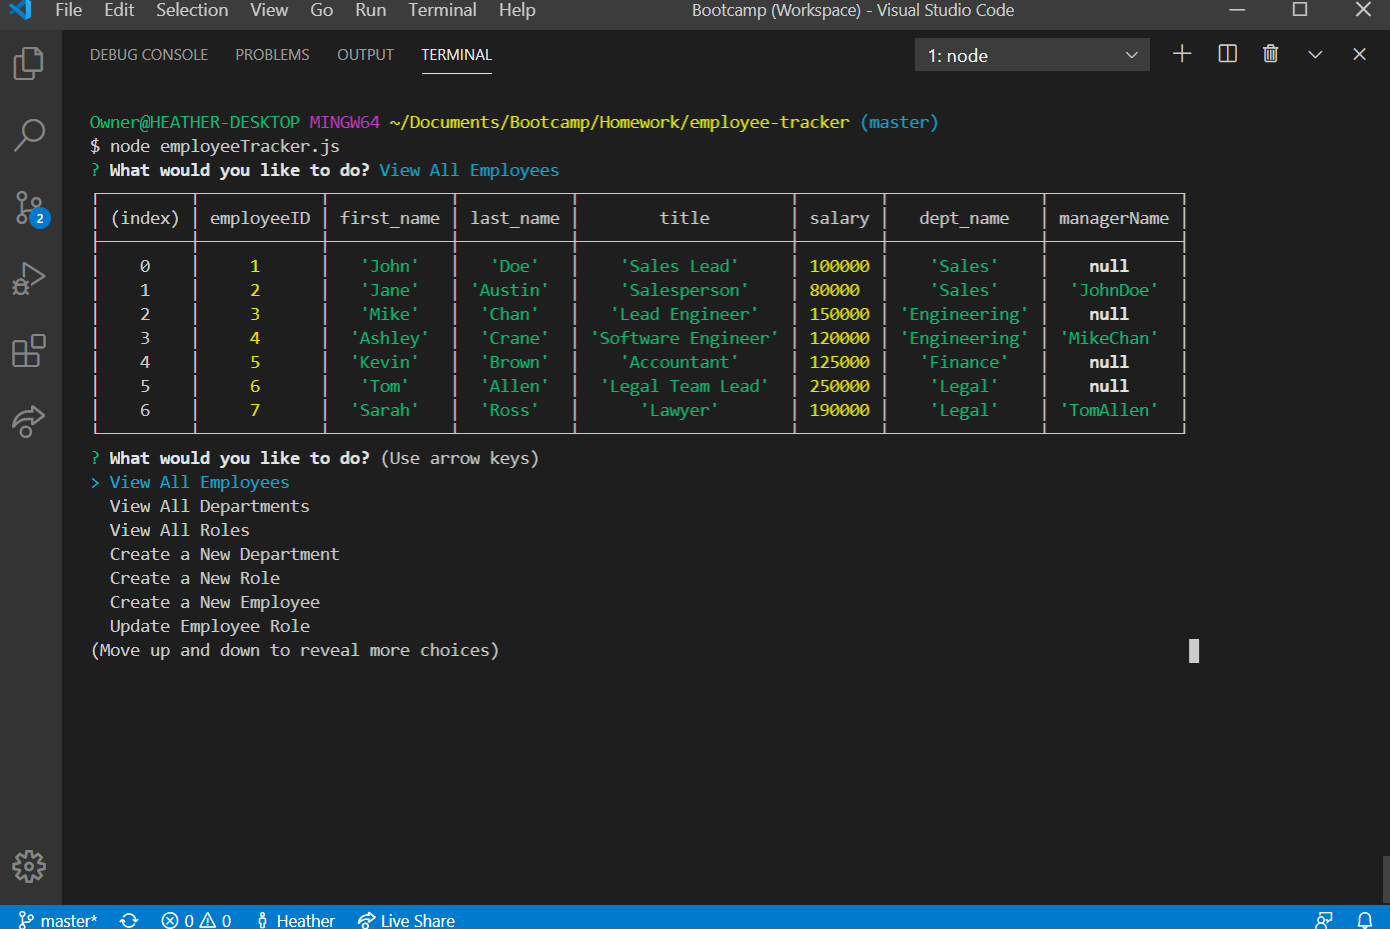 File Edit Selection View Go Run Terminal Help Bootcamp (Workspace) - Visual Studio Code
DEBUG CONSOLE PROBLEMS OUTPUT TERMINAL 1: node
Owner@HEATHER-DESKTOP MINGW64 ~/Documents/Bootcamp/Homework/employee-tracker (master)
$ node employeeTracker.js
? What would you like to do? View All Employees
(index) employeeID first_name last_name title salary dept_name managerName
0 1 'John' 'Doe' 'Sales Lead' 100000 'Sales' null
1 2 'Jane' 'Austin' 'Salesperson' 80000 'Sales' 'JohnDoe'
2 3 'Mike' 'Chan' 'Lead Engineer' 150000 'Engineering' null
3 4 'Ashley' 'Crane' 'Software Engineer' 120000 'Engineering' 'MikeChan'
4 5 'Kevin' 'Brown' 'Accountant' 125000 'Finance' null
5 6 'Tom' 'Allen' 'Legal Team Lead' 250000 'Legal' null
6 7 'Sarah' 'Ross' 'Lawyer' 190000 'Legal' 'TomAllen'
? What would you like to do? (Use arrow keys)
> View All Employees
View All Departments
View All Roles
Create a New Department
Create a New Role
Create a New Employee
Update Employee Role
(Move up and down to reveal more choices)
2
master* 0 0 Heather Live Share